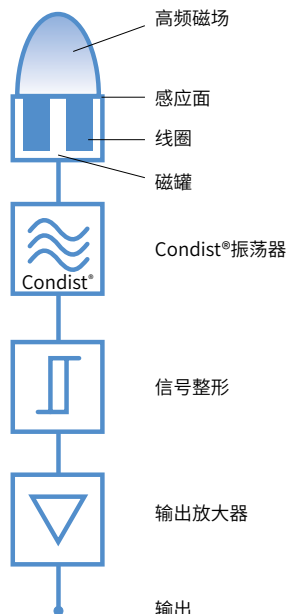 高频磁场
感应面
线圈
磁罐
Condist®振荡器
Condist®
信号整形
输出放大器
输出